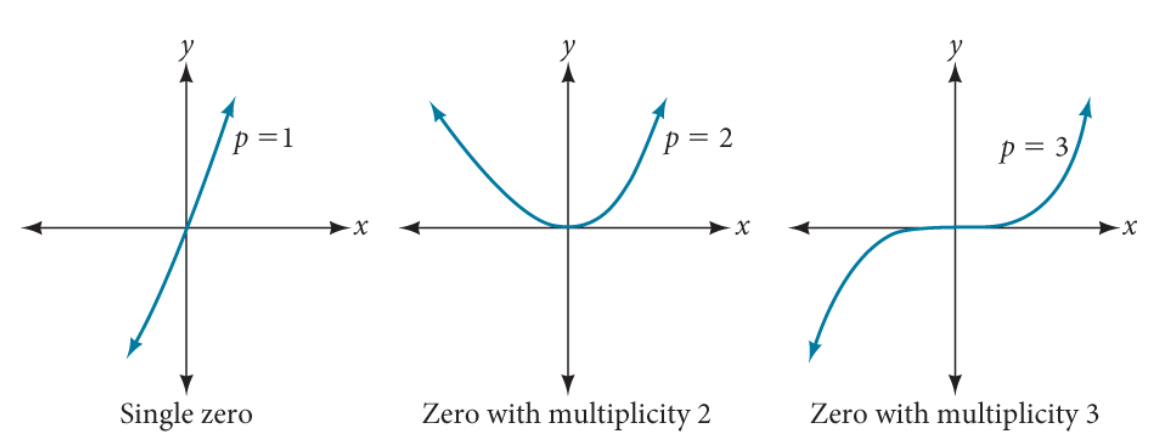 y
x
p =1
Single zero
y
x
p = 2
Zero with multiplicity 2
y
x
p = 3
Zero with multiplicity 3